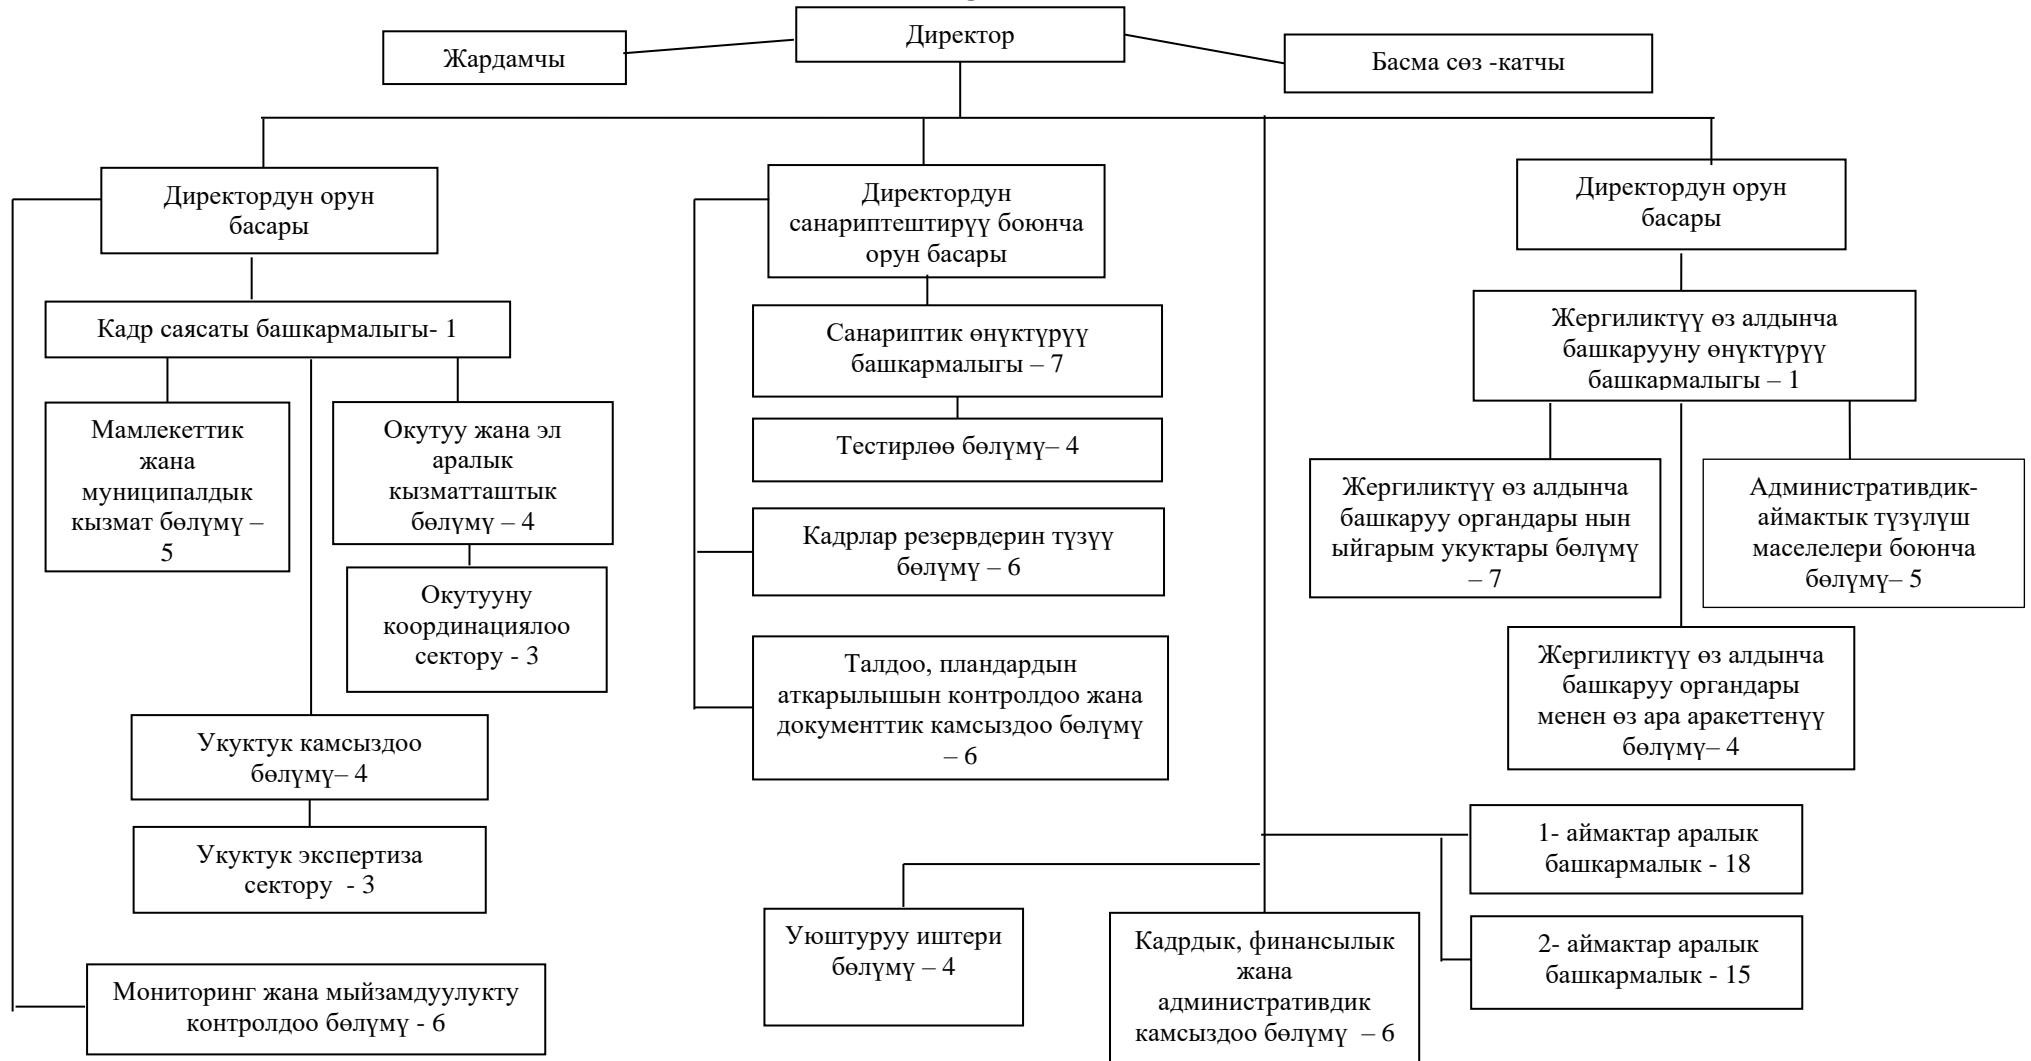 Директор
Жардамчы
Басма сөз -катчы
Директордун орун
басары
Директордун
санариптештирүү боюнча
орун басары
Директордун орун
басары
Кадр саясаты башкармалыгы- 1
Мамлекеттик
жана
муниципалдык
кызмат бөлүмү –
5
Окутуу жана эл
аралык
кызматташтык
бөлүмү – 4
Окутууну
координациялоо
сектору - 3
Укуктук камсыздоо
бөлүмү– 4
Укуктук экспертиза
сектору  - 3
Мониторинг жана мыйзамдуулукту
контролдоо бөлүмү - 6
Санариптик өнүктүрүү
башкармалыгы – 7
Тестирлөө бөлүмү– 4
Кадрлар резервдерин түзүү
бөлүмү – 6
Талдоо, пландардын
аткарылышын контролдоо жана
документтик камсыздоо бөлүмү
– 6
Жергиликтүү өз алдынча
башкарууну өнүктүрүү
башкармалыгы – 1
Жергиликтүү өз алдынча
башкаруу органдары нын
ыйгарым укуктары бөлүмү
– 7
Административдик-
аймактык түзүлүш
маселелери боюнча
бөлүмү– 5
Жергиликтүү өз алдынча
башкаруу органдары
менен өз ара аракеттенүү
бөлүмү– 4
Уюштуруу иштери
бөлүмү – 4
Кадрдык, финансылык
жана
административдик
камсыздоо бөлүмү  – 6
1- аймактар аралык
башкармалык - 18
2- аймактар аралык
башкармалык - 15